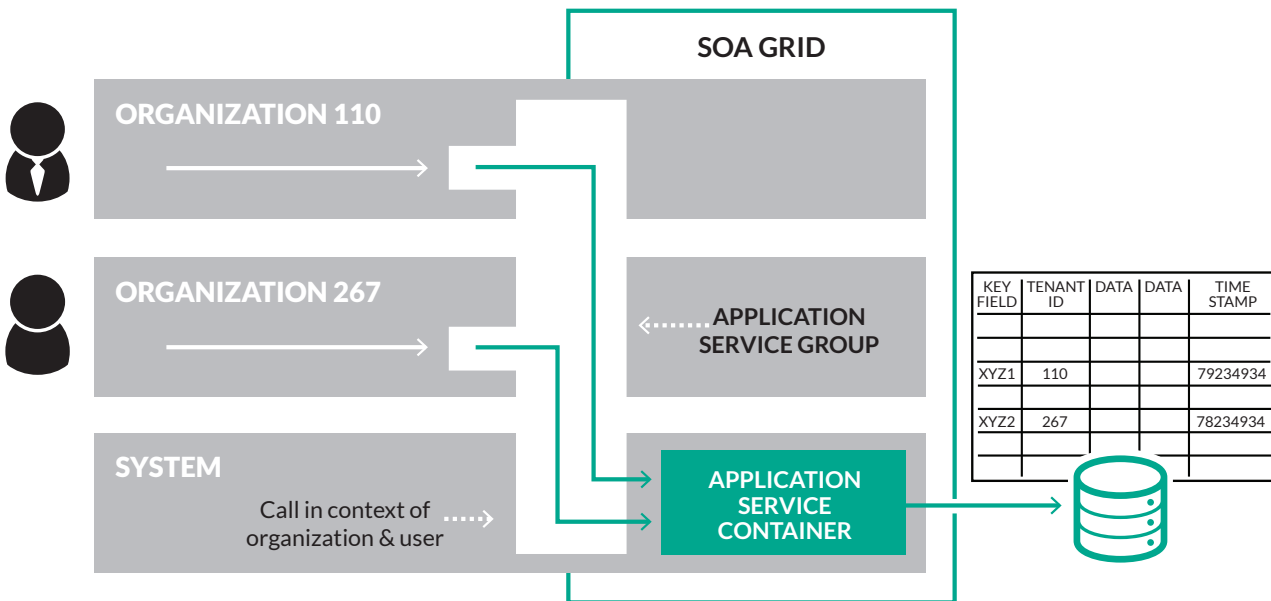 SOA GRID
ORGANIZATION 110
ORGANIZATION 267
APPLICATION
SERVICE GROUP
SYSTEM
Call in context of
organization & user
APPLICATION
SERVICE
CONTAINER
KEY FIELD TENANT ID DATA DATA TIME STAMP
XYZ1 110 79234934
XYZ2 267 78234934